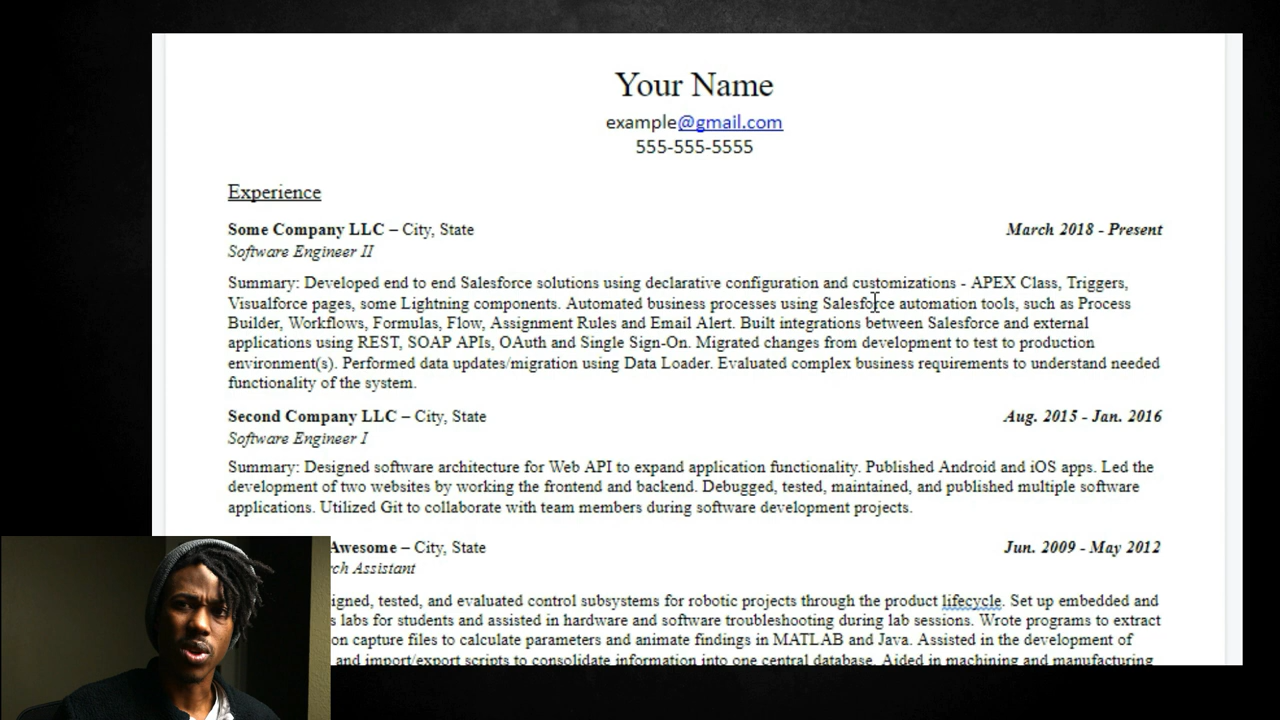 Your Name
example@gmail.com
555-555-5555
Experience
Some Company LLC – City, State March 2018 - Present
Software Engineer II
Summary: Developed end to end Salesforce solutions using declarative configuration and customizations - APEX Class, Triggers,
Visualforce pages, some Lightning components. Automated business processes using Salesforce automation tools, such as Process
Builder, Workflows, Formulas, Flow, Assignment Rules and Email Alert. Built integrations between Salesforce and external
applications using REST, SOAP APIs, OAuth and Single Sign-On. Migrated changes from development to test to production
environment(s). Performed data updates/migration using Data Loader. Evaluated complex business requirements to understand needed
functionality of the system.
Second Company LLC – City, State Aug. 2015 - Jan. 2016
Software Engineer I
Summary: Designed software architecture for Web API to expand application functionality. Published Android and iOS apps. Led the
development of two websites by working the frontend and backend. Debugged, tested, maintained, and published multiple software
applications. Utilized Git to collaborate with team members during software development projects.
Awesome – City, State Jun. 2009 - May 2012
Assistant
tested, and evaluated control subsystems for robotic projects through the product lifecycle. Set up embedded and
labs for students and assisted in hardware and software troubleshooting during lab sessions. Wrote programs to extract
on capture files to calculate parameters and animate findings in MATLAB and Java. Assisted in the development of
and import/export scripts to consolidate information into one central database. Aided in machining and manufacturing